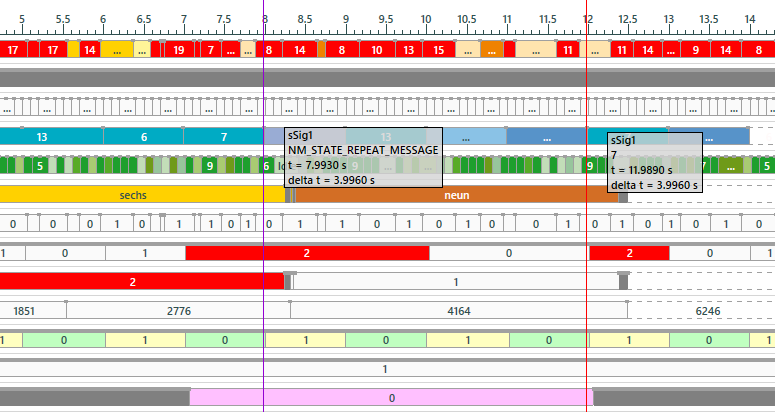 5 5.5 6 6.5 7 7.5 8 8.5 9 9.5 10 10.5 11 11.5 12 12.5 13 13.5 14
17 17 14 ... ... 19 7 ... ... 8 14 8 10 13 15 ... ... ... 11 ... 11 14 ... 9 14 8
... ... ... ... ... ... ... ... ... ... ... ... ... ... ... ... ... ... ...
13 6 7 13 ... ... ...
sSig1
NM_STATE_REPEAT_MESSAGE
t = 7.9930 s
delta t = 3.9960 s
sSig1
7
t = 11.9890 s
delta t = 3.9960 s
5 9 6 9 ... 7 9 ... 5
sechs neun
0 0 0 1 0 1 1 0 1 0 1 1 0 1 0 1 0 0 1 0 1 0 1 0 1 0
1 0 1 2 0 2 0 1
2 1
1851 2776 4164 6246
1 0 1 0 1 0 1 0 1 0 1
1
0